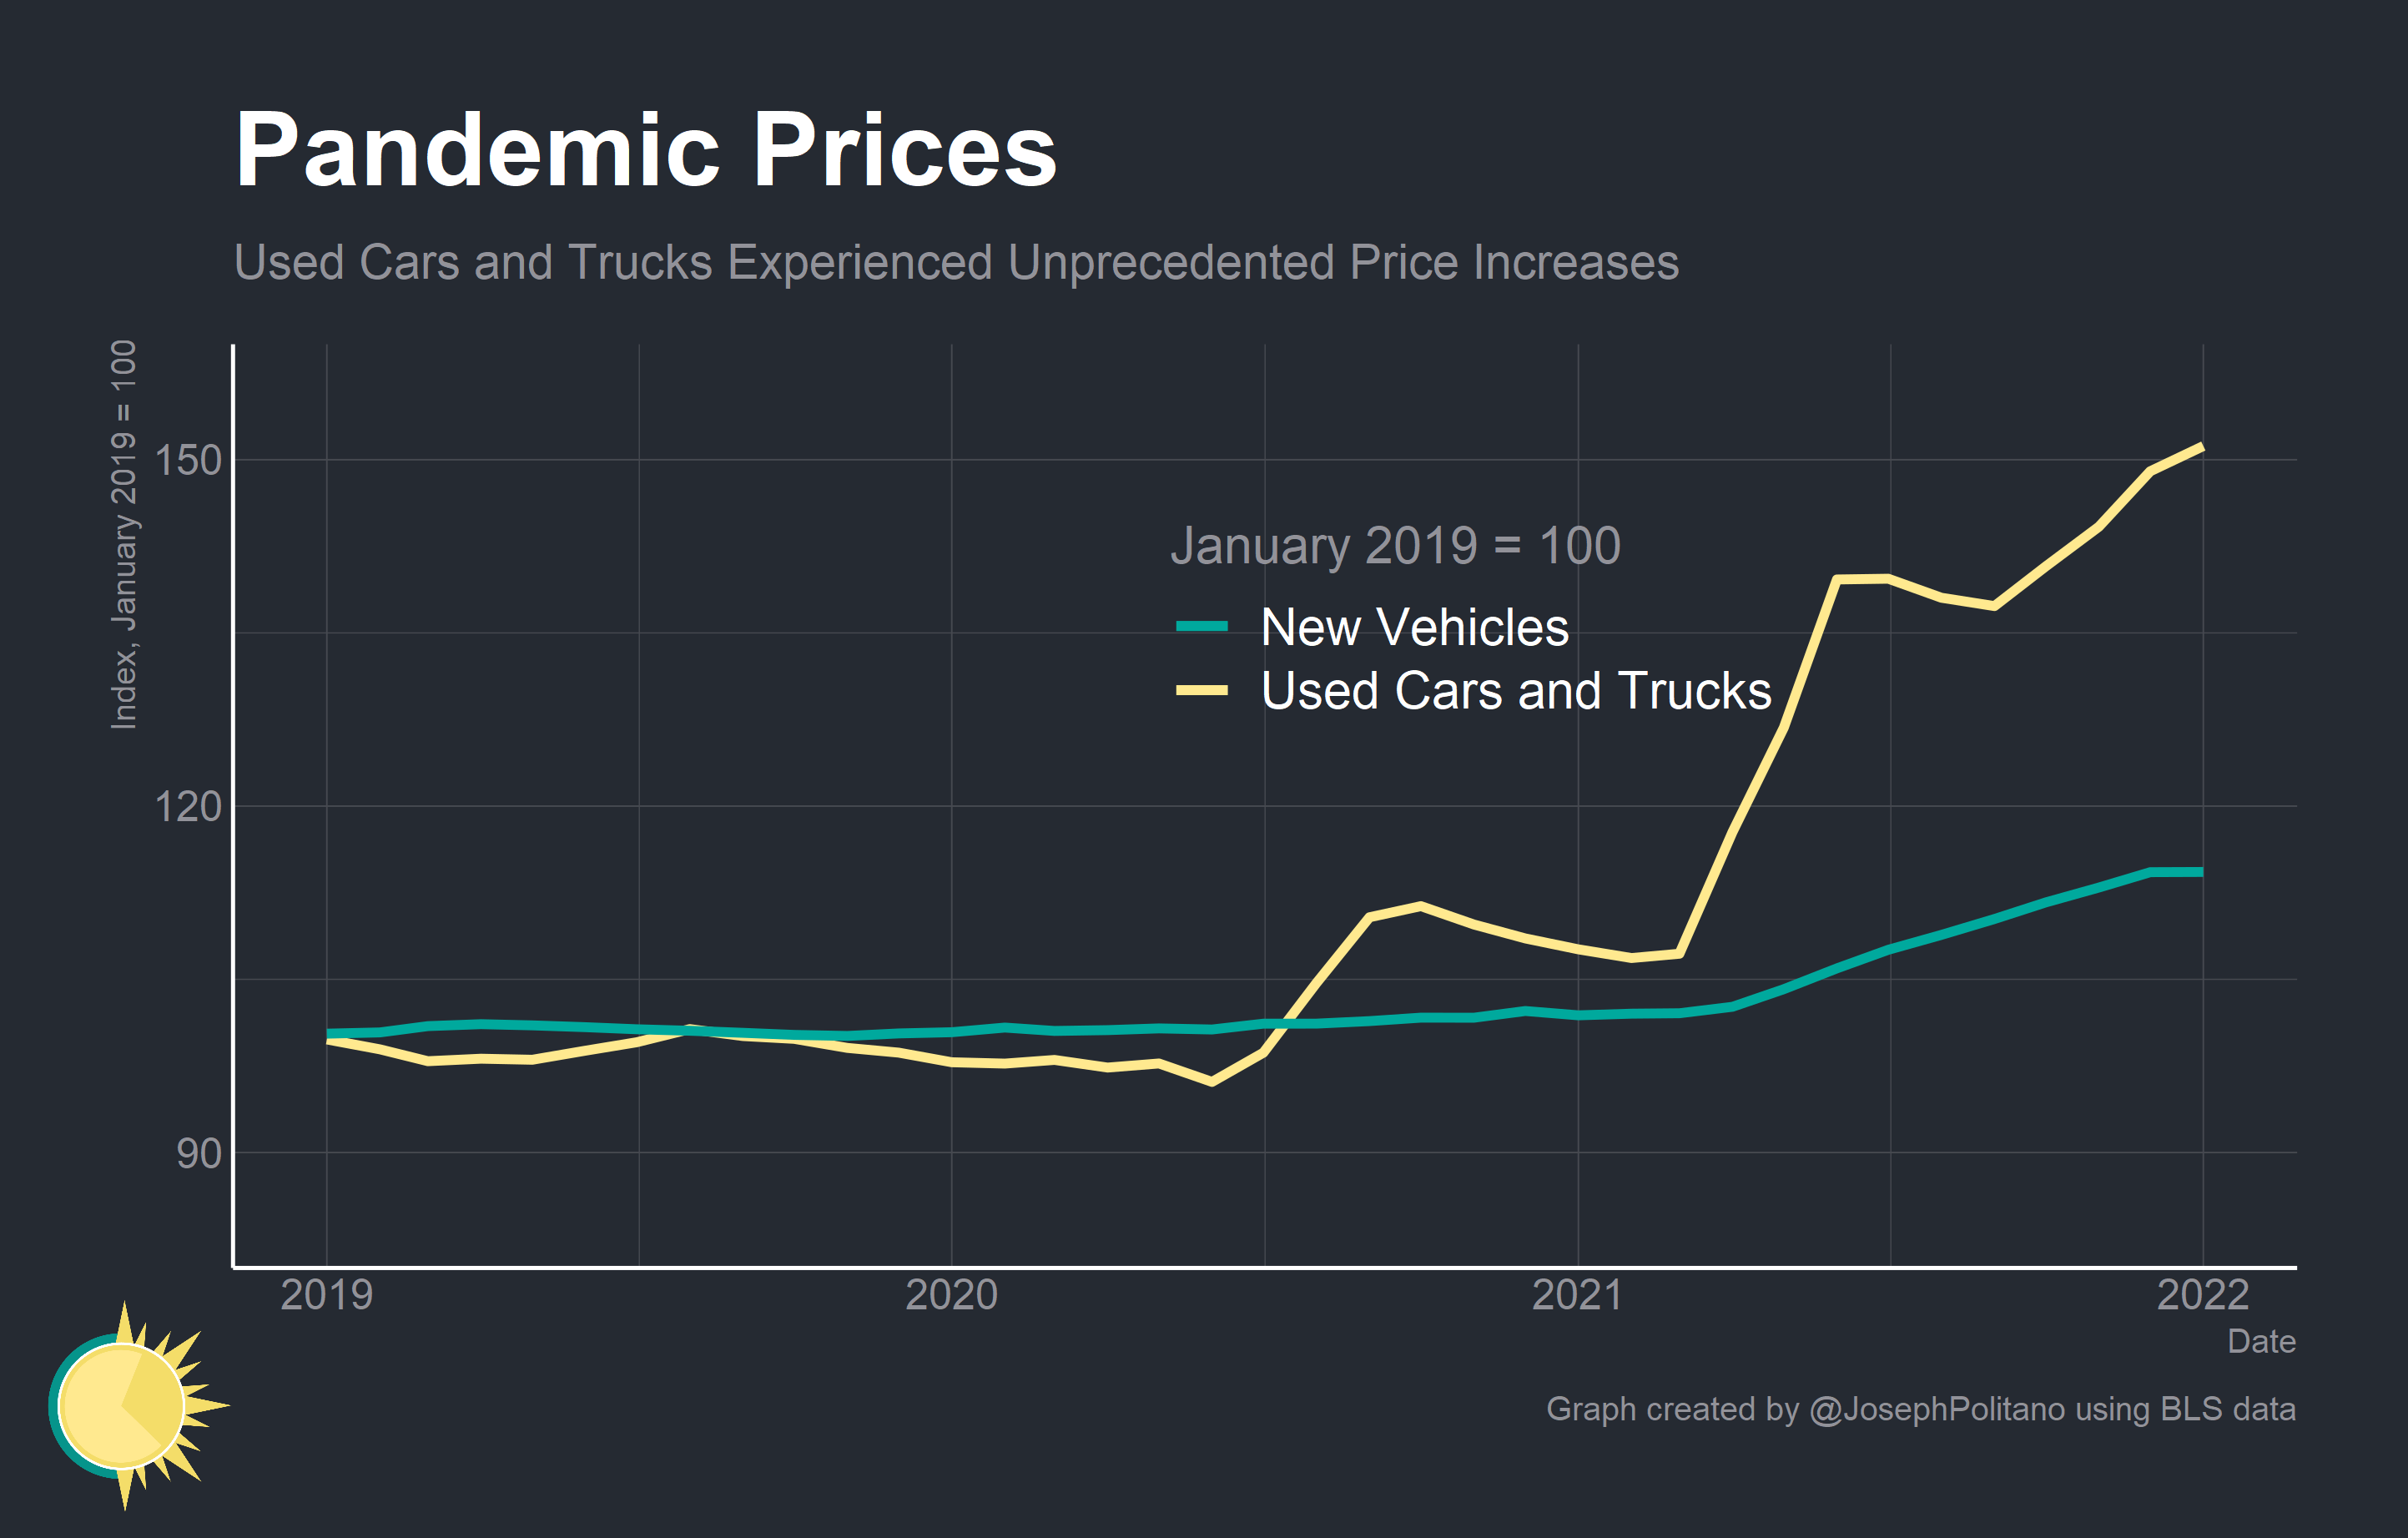 Pandemic Prices
Used Cars and Trucks Experienced Unprecedented Price Increases
Index, January 2019 = 100
150
120
90
January 2019 = 100
New Vehicles
Used Cars and Trucks
2019 2020 2021 2022
Date
Graph created by @JosephPolitano using BLS data